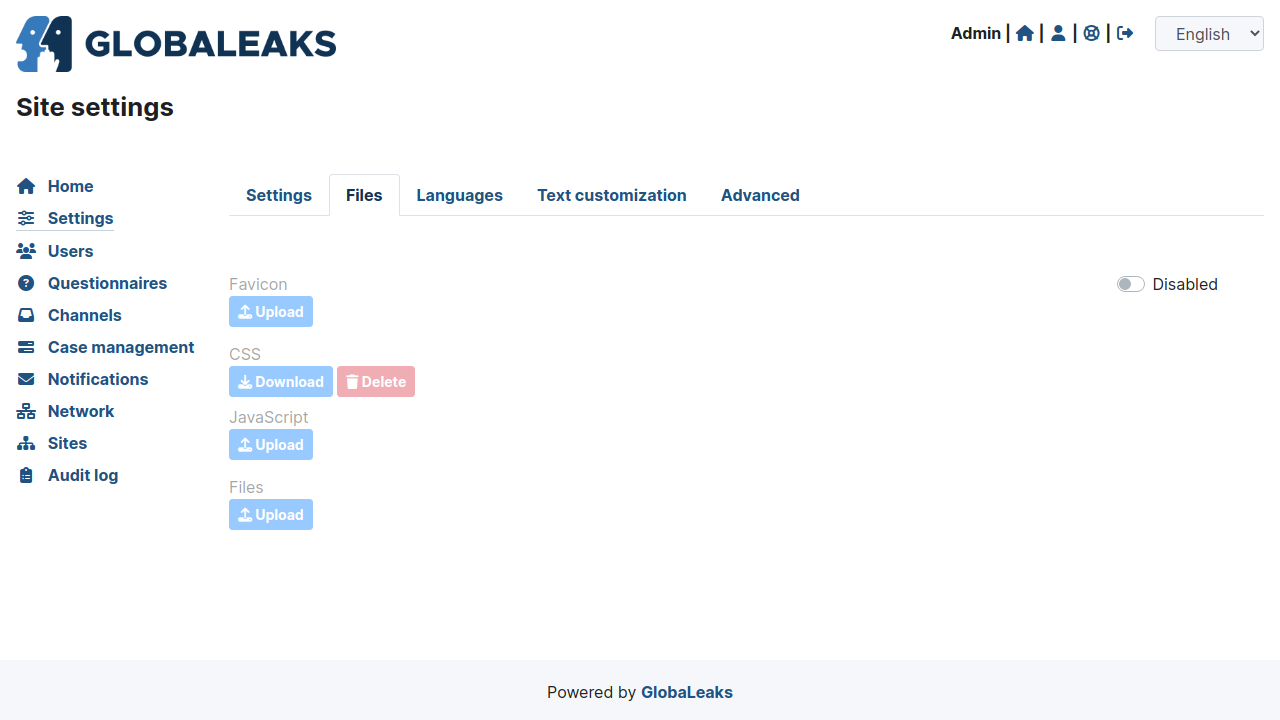 GLOBALEAKS
Admin | | | |
English
Site settings
Home
Settings
Users
Questionnaires
Channels
Case management
Notifications
Network
Sites
Audit log
Settings Files Languages Text customization Advanced
Favicon
Disabled
Upload
CSS
Download Delete
JavaScript
Upload
Files
Upload
Powered by GlobaLeaks